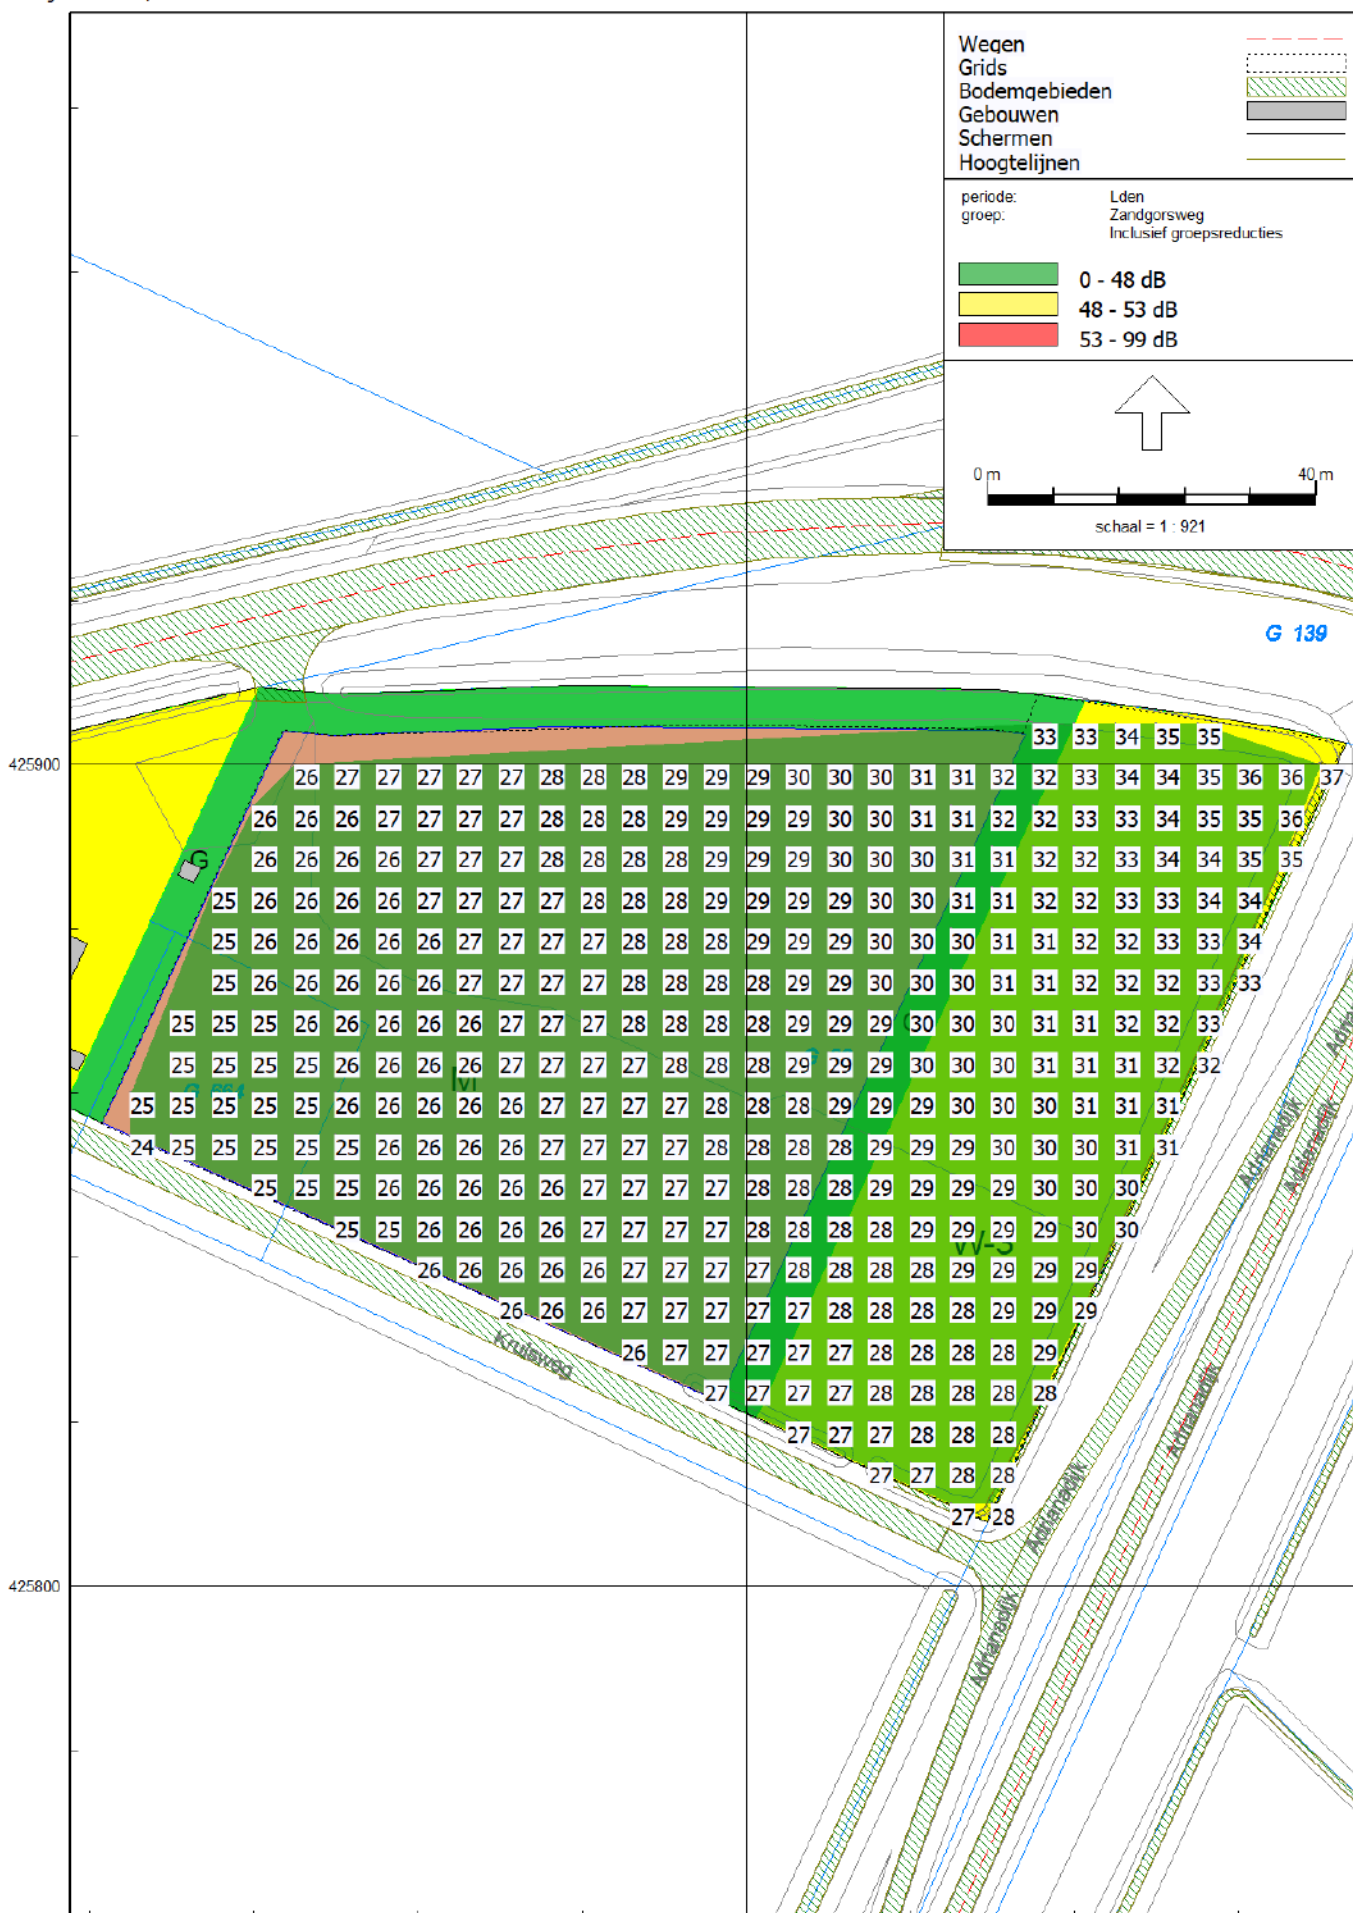 Wegen
Grids
Bodemgebieden
Gebouwen
Schermen
Hoogtelijnen
periode: Lden
groep: Zandgorsweg
Inclusief groepsreducties
0 - 48 dB
48 - 53 dB
53 - 99 dB
0 m 40 m
schaal = 1 : 921
G 139
33 33 34 35 35
425900
26 27 27 27 27 27 28 28 28 29 29 29 30 30 30 31 31 32 32 33 34 34 35 36 36 37
26 26 26 27 27 27 27 28 28 28 29 29 29 29 30 30 31 31 32 32 33 33 34 35 35 36
G
26 26 26 26 27 27 27 28 28 28 28 29 29 29 30 30 30 31 31 32 32 33 34 34 35 35
25 26 26 26 26 27 27 27 27 28 28 28 29 29 29 29 30 30 31 31 32 32 33 33 34 34
25 26 26 26 26 26 27 27 27 27 28 28 28 29 29 29 30 30 30 31 31 32 32 33 33 34
25 26 26 26 26 26 27 27 27 28 28 28 28 28 29 29 30 30 30 31 31 32 32 32 33 33
25 25 25 26 26 26 26 26 27 27 27 28 28 28 28 29 29 29 30 30 30 31 31 32 32 33
25 25 25 25 26 26 26 26 27 27 27 27 28 28 28 29 29 29 30 30 30 31 31 31 32 32
M
G 664
25 25 25 25 25 26 26 26 26 26 27 27 27 27 28 28 28 29 29 29 30 30 30 31 31 31
24 25 25 25 25 25 26 26 26 26 27 27 27 27 28 28 28 28 29 29 29 30 30 30 31 31
25 25 25 26 26 26 26 26 27 27 27 27 28 28 28 29 29 29 29 30 30 30
25 25 26 26 26 26 27 27 27 27 28 28 28 28 29 29 29 29 30 30
W-S
26 26 26 26 26 27 27 27 27 28 28 28 28 29 29 29 29
26 26 26 27 27 27 27 27 28 28 28 28 29 29 29
26 27 27 27 27 27 28 28 28 28 29
27 27 27 27 28 28 28 28 28
27 27 27 28 28 28
27 27 28 28
27 28
Kruisweg
Adrianadijk
Adrianadijk
Adrianadijk
Adrianadijk
Adrianadijk
425800